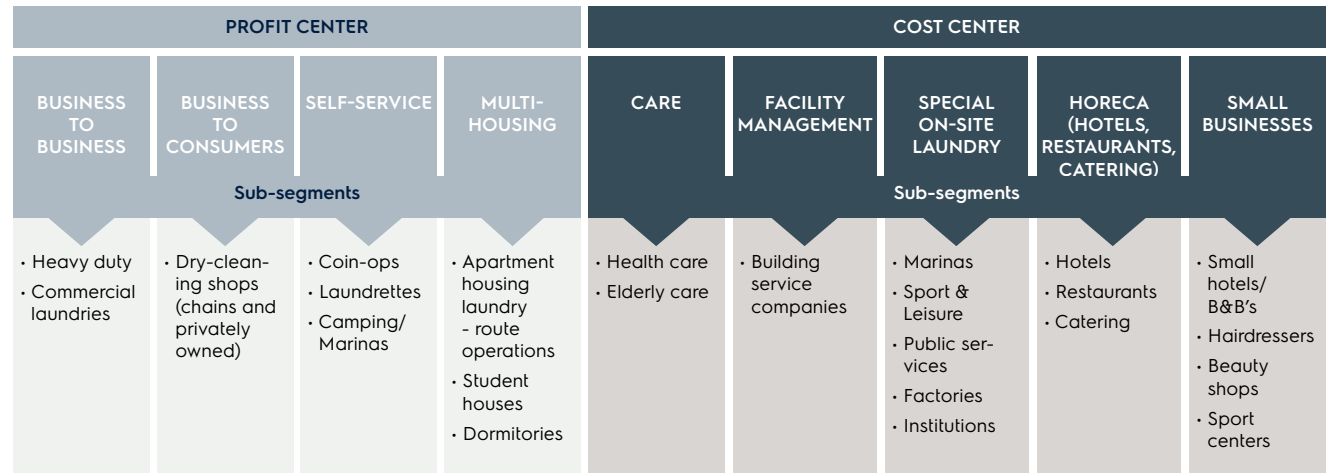 PROFIT CENTER
COST CENTER
BUSINESS
TO
BUSINESS
BUSINESS
TO
CONSUMERS
SELF-SERVICE
MULTI-
HOUSING
CARE
FACILITY
MANAGEMENT
SPECIAL
ON-SITE
LAUNDRY
HORECA
(HOTELS,
RESTAURANTS,
CATERING)
SMALL
BUSINESSES
Sub-segments
Sub-segments
• Heavy duty
• Commercial
laundries
• Dry-clean-
ing shops
(chains and
privately
owned)
• Coin-ops
• Laundrettes
• Camping/
Marinas
• Apartment
housing
laundry
- route
operations
• Student
houses
• Dormitories
• Health care
• Elderly care
• Building
service
companies
• Marinas
• Sport &
Leisure
• Public ser-
vices
• Factories
• Institutions
• Hotels
• Restaurants
• Catering
• Small
hotels/
B&B's
• Hairdressers
• Beauty
shops
• Sport
centers